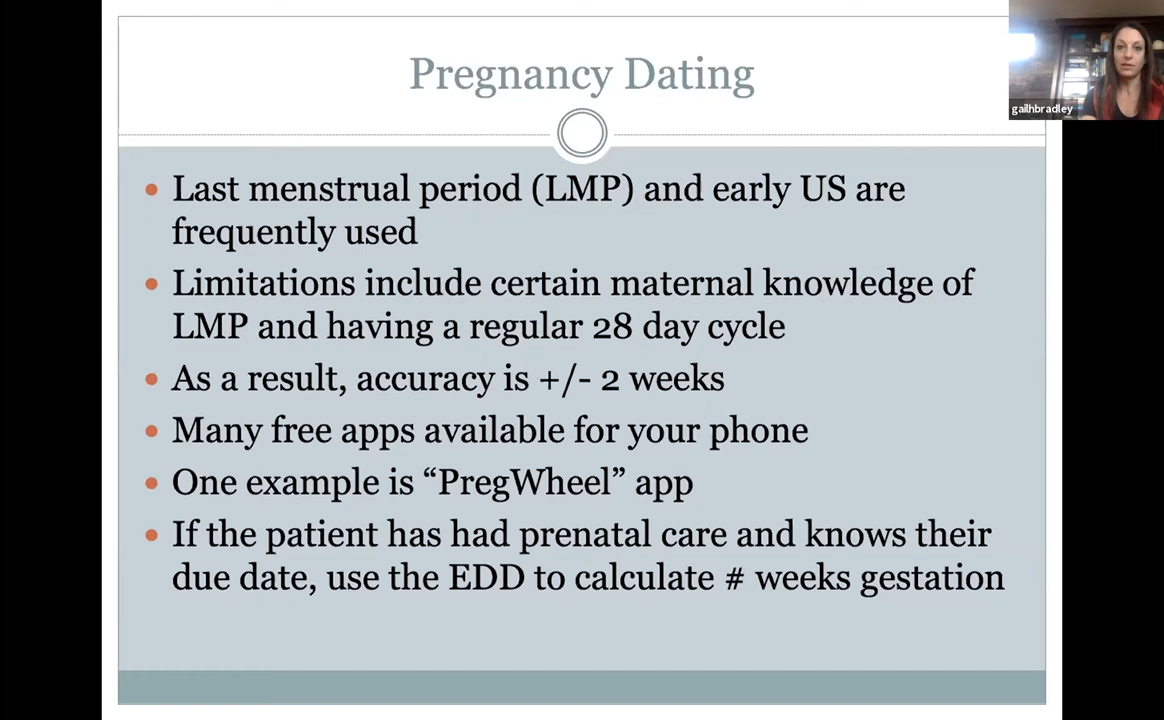 Pregnancy Dating
gailhbradley
• Last menstrual period (LMP) and early US are
frequently used
• Limitations include certain maternal knowledge of
LMP and having a regular 28 day cycle
• As a result, accuracy is +/- 2 weeks
• Many free apps available for your phone
• One example is “PregWheel” app
• If the patient has had prenatal care and knows their
due date, use the EDD to calculate # weeks gestation